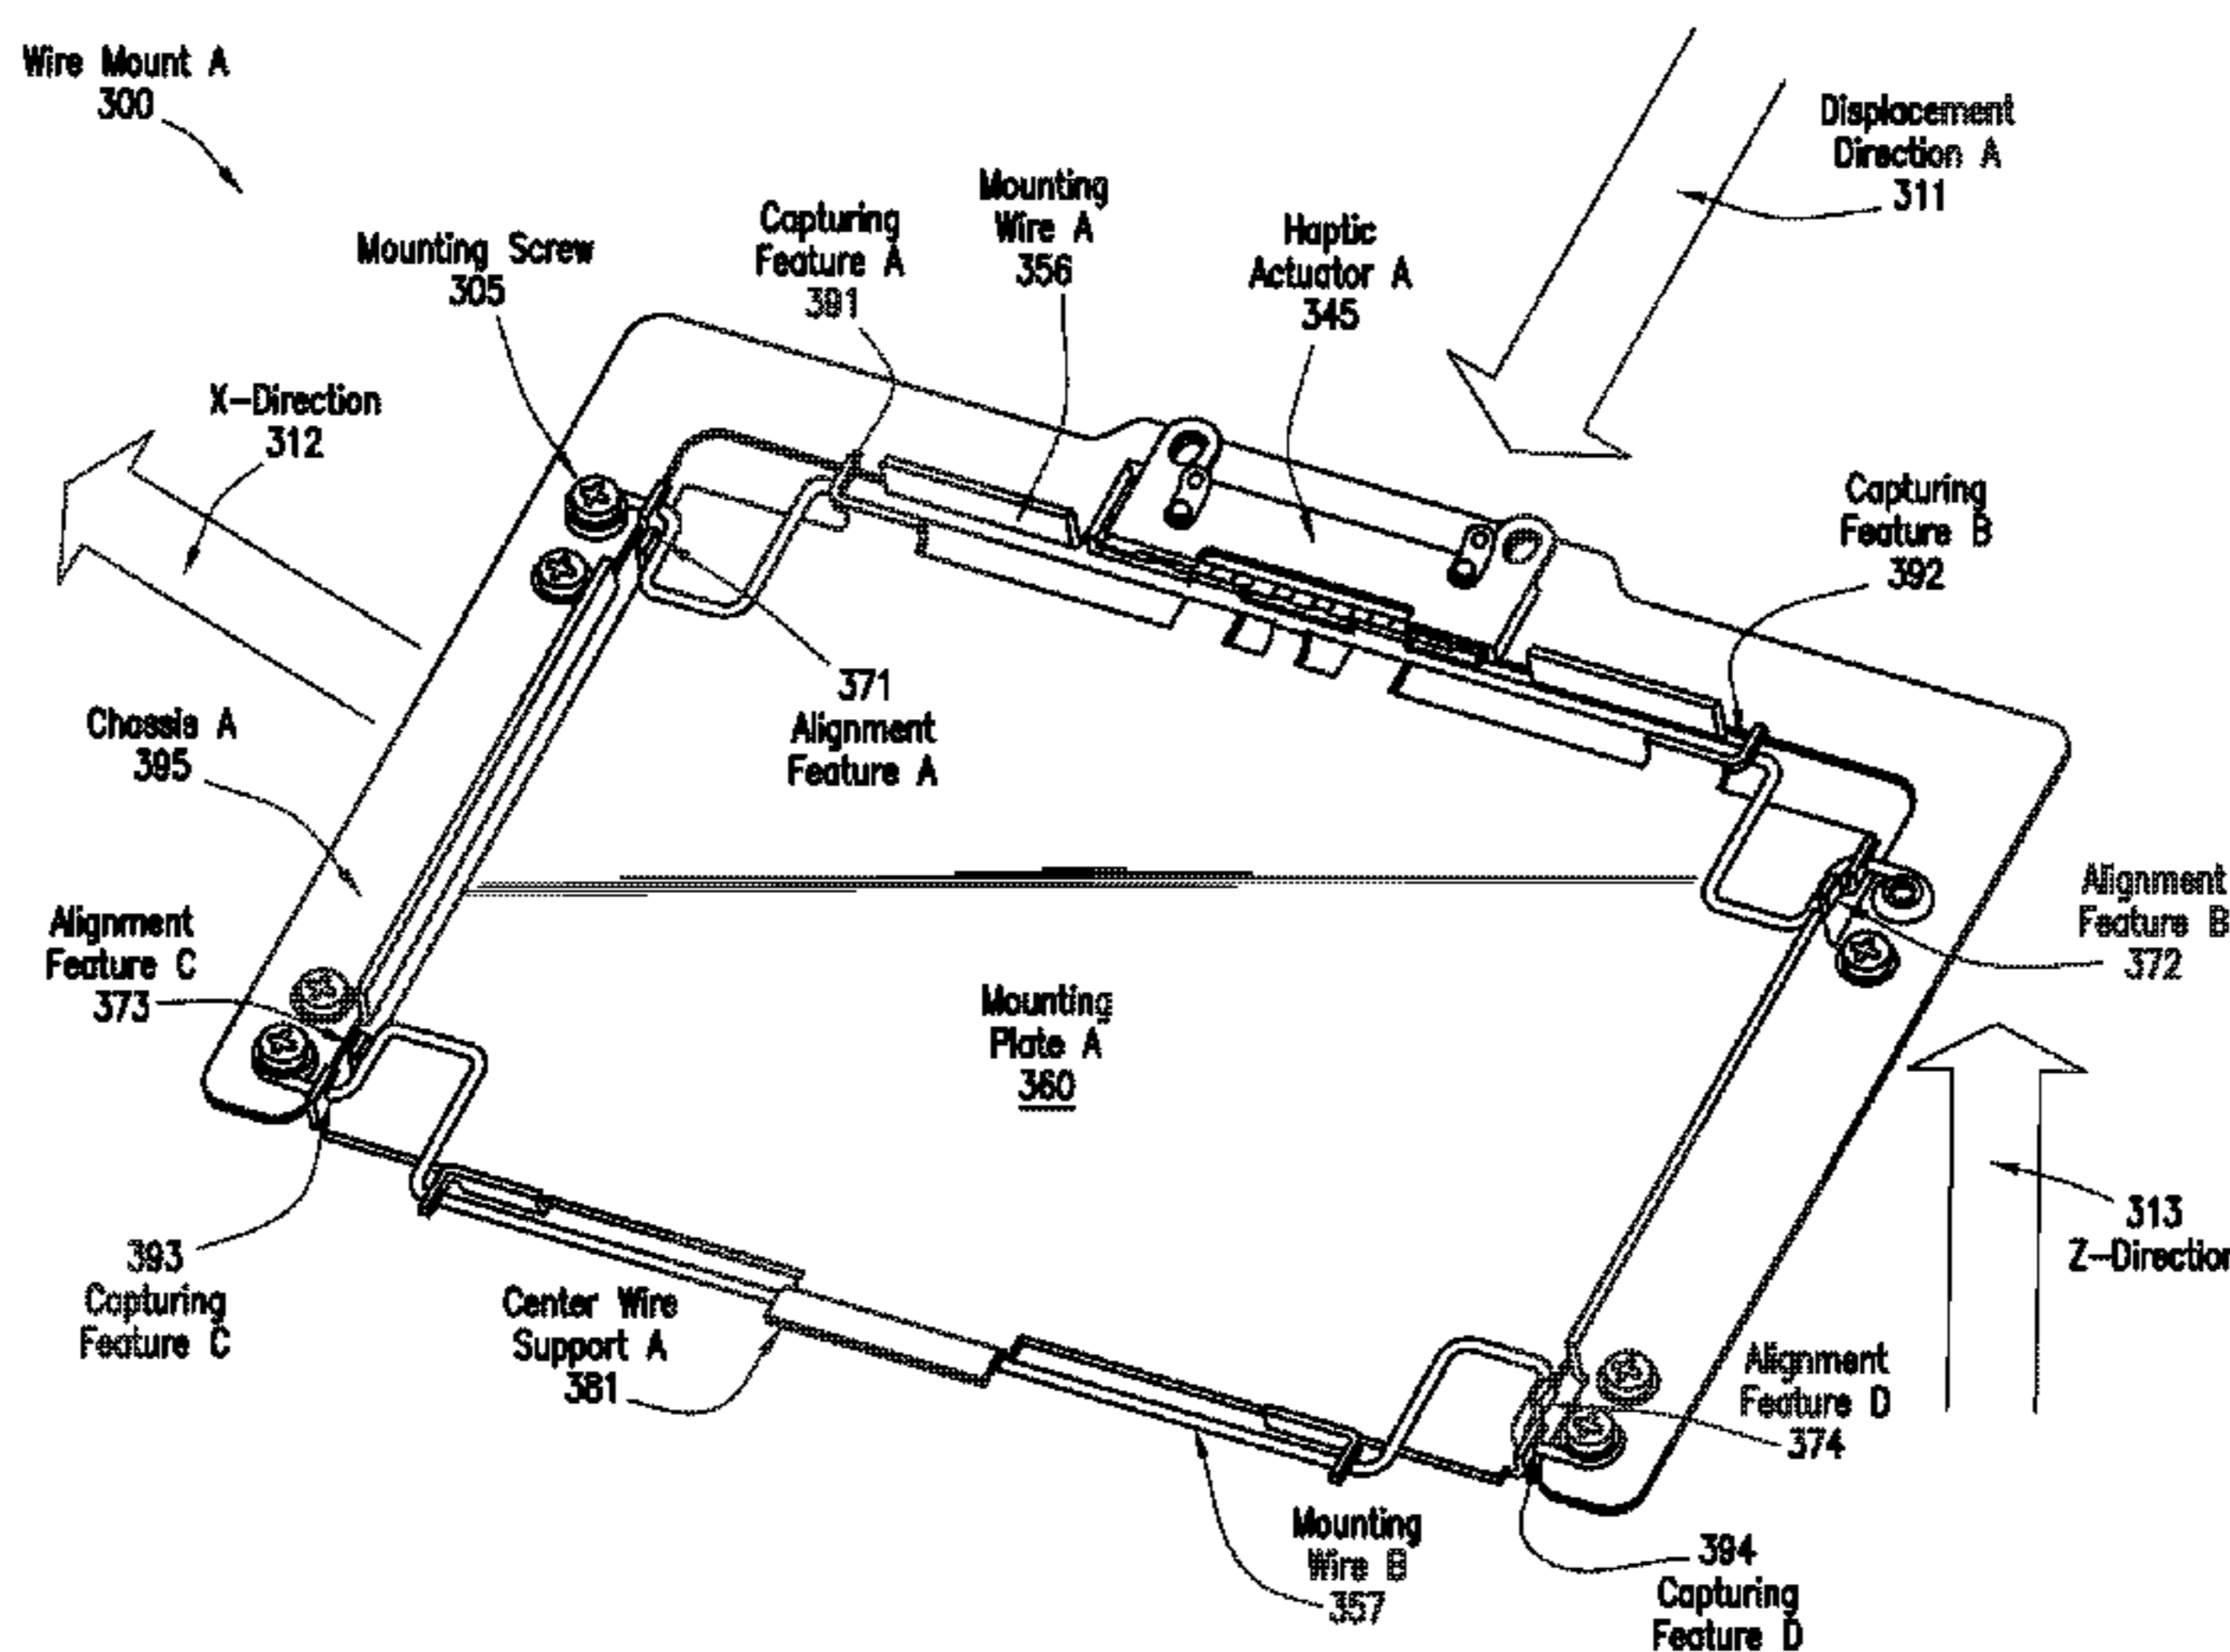 Wire Mount A
300
Displacement
Direction A
311
Mounting
Wire A
356
Capturing
Feature A
391
Haptic
Actuator A
345
Mounting Screw
305
X-Direction
312
Capturing
Feature B
392
371
Alignment
Feature A
Chassis A
395
Alignment
Feature B
372
Alignment
Feature C
373
Mounting
Plate A
360
313
Z-Direction
393
Capturing
Feature C
Center Wire
Support A
381
Alignment
Feature D
374
Mounting
Wire B
357
394
Capturing
Feature D